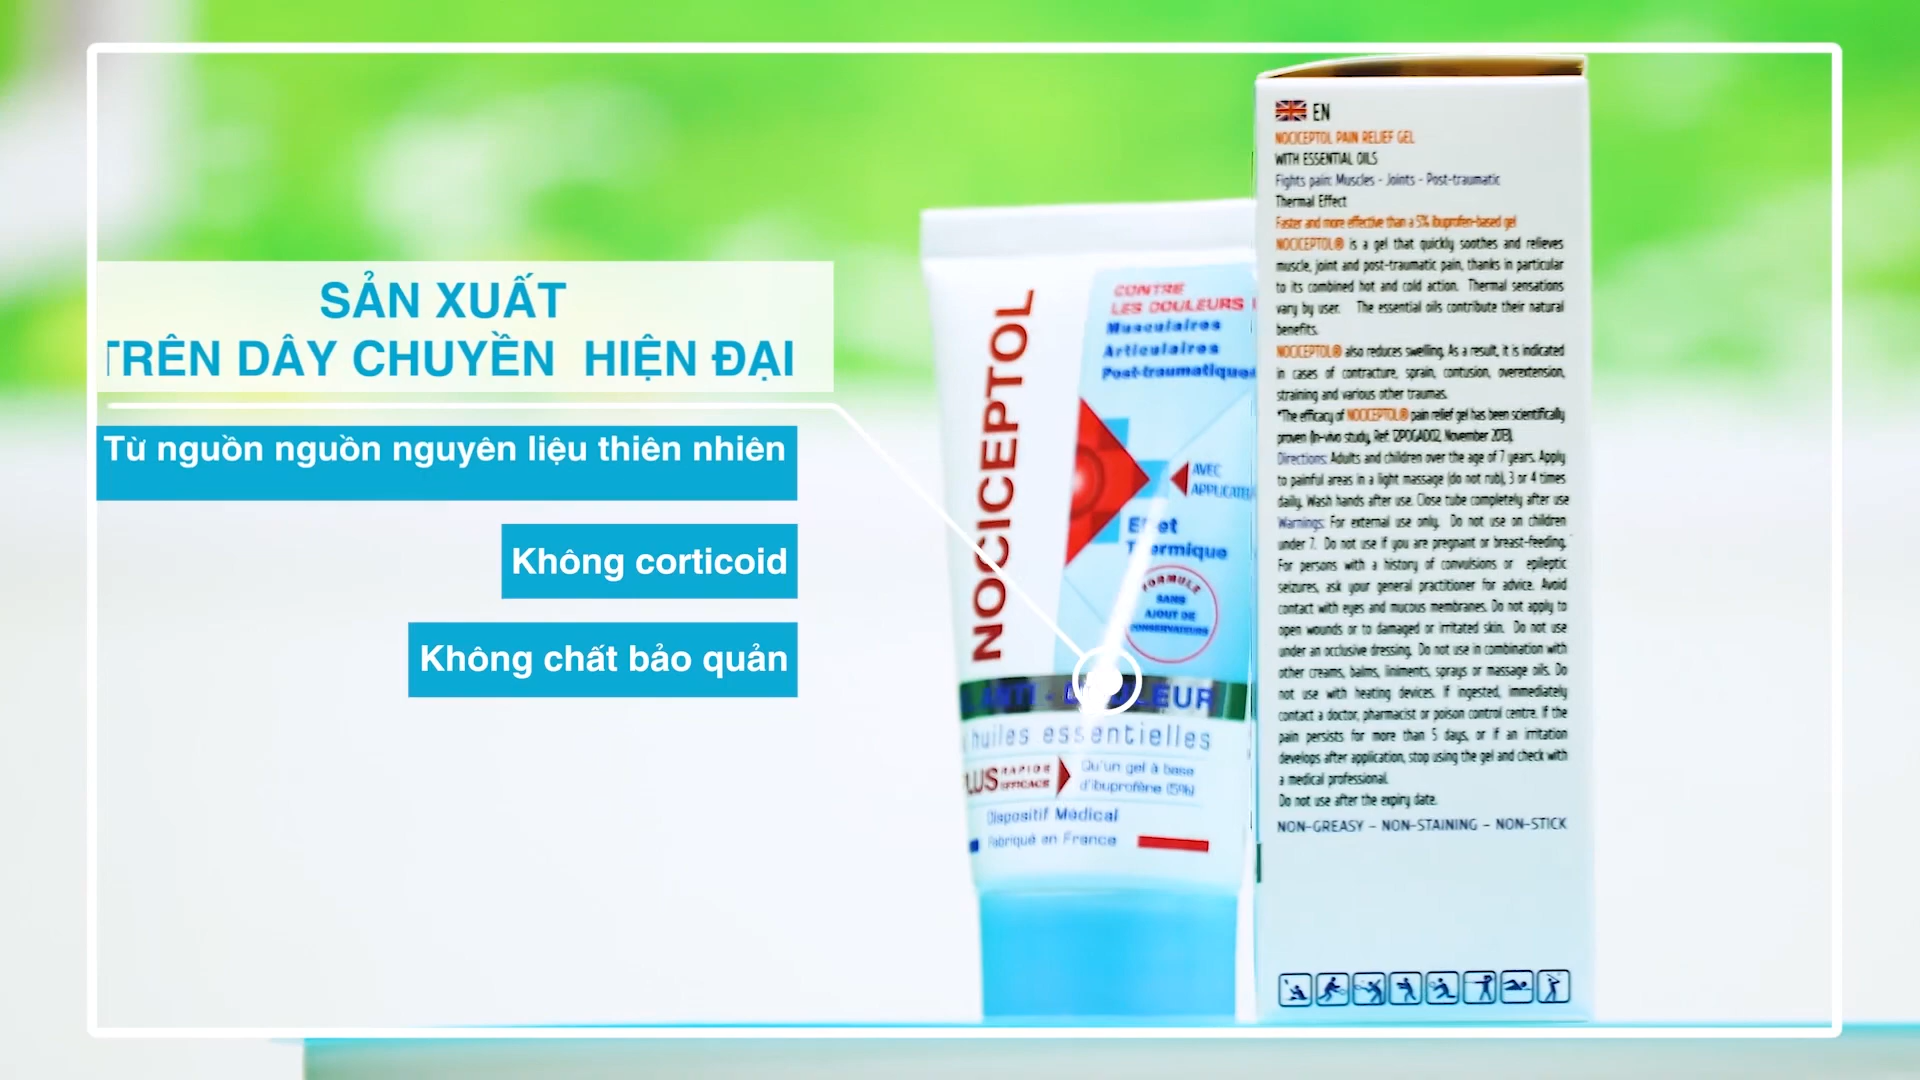 SẢN XUẤT
TRÊN DÂY CHUYỀN HIỆN ĐẠI
Từ nguồn nguồn nguyên liệu thiên nhiên
Không corticoid
Không chất bảo quản
NOCICEPTOL
CONTRE
LES DOULEURS
Musculaires
Articulaires
Post-traumatiques
AVEC
Effet
Thermique
FORMULE
SANS
AJOUT DE
CONSERVATEURS
ANTI - DOULEUR
huiles essentielles
PLUS RAPIDE
EFFICACE
Qu'un gel à base
d'ibuprofène (5%)
Dispositif Médical
Fabriqué en France
EN
NOCICEPTOL PAIN RELIEF GEL
WITH ESSENTIAL OILS
Fights pain: Muscles - Joints - Post-traumatic
Thermal Effect
Faster and more effective than a 5% ibuprofen-based gel
NOCICEPTOL® is a gel that quickly soothes and relieves
muscle, joint and post-traumatic pain, thanks in particular
to its combined hot and cold action. Thermal sensations
vary by user. The essential oils contribute their natural
benefits.
NOCICEPTOL® also reduces swelling. As a result, it is indicated
in cases of contracture, sprain, contusion, overextension,
straining and various other traumas.
*The efficacy of NOCICEPTOL® pain relief gel has been scientifically
proven (In-vivo study, Ref: 12POGA002, November 2013).
Directions: Adults and children over the age of 7 years. Apply
to painful areas in a light massage (do not rub), 3 or 4 times
daily. Wash hands after use. Close tube completely after use
Warnings: For external use only. Do not use on children
under 7. Do not use if you are pregnant or breast-feeding.
For persons with a history of convulsions or epileptic
seizures, ask your general practitioner for advice. Avoid
contact with eyes and mucous membranes. Do not apply to
open wounds or to damaged or irritated skin. Do not use
under an occlusive dressing. Do not use in combination with
other creams, balms, liniments, sprays or massage oils. Do
not use with heating devices. If ingested, immediately
contact a doctor, pharmacist or poison control centre. If the
pain persists for more than 5 days, or if an irritation
develops after application, stop using the gel and check with
a medical professional.
Do not use after the expiry date.
NON-GREASY - NON-STAINING - NON-STICK